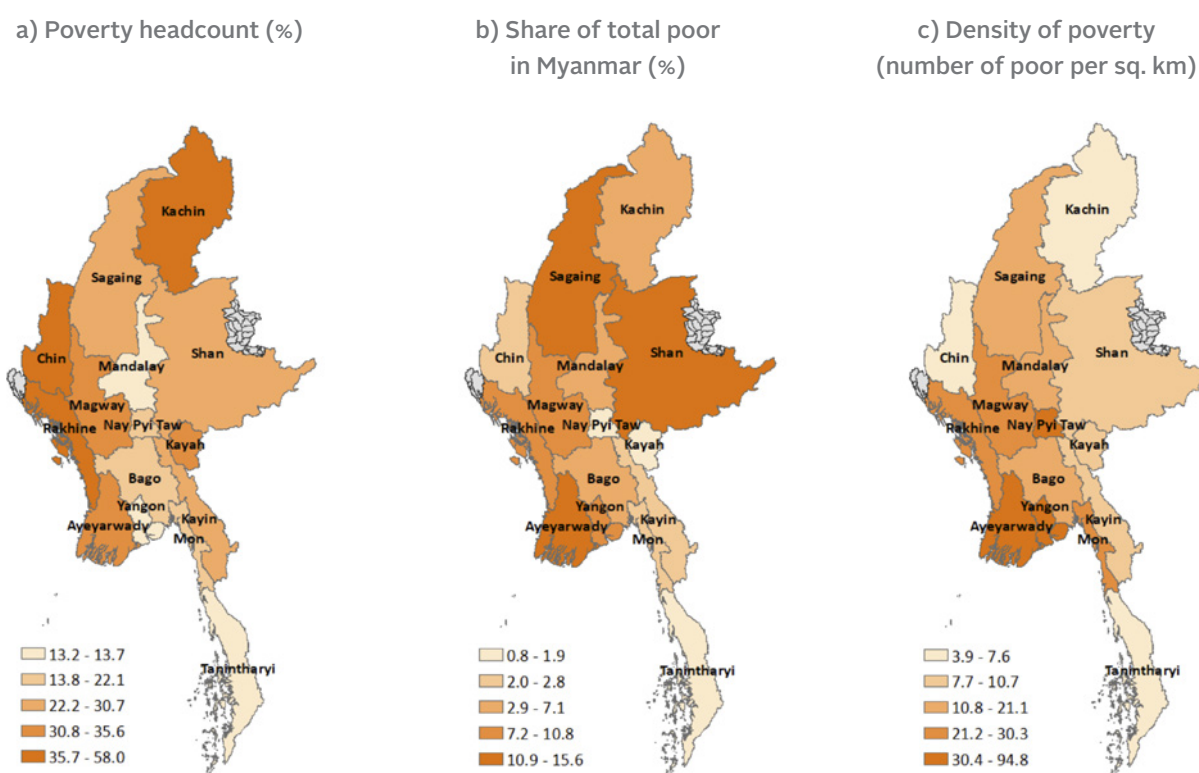 a) Poverty headcount (%)
b) Share of total poor
in Myanmar (%)
c) Density of poverty
(number of poor per sq. km)
Kachin
Sagaing
Chin
Shan
Mandalay
Magway
Rakhine
Nay Pyi Taw
Kayah
Bago
Yangon
Ayeyarwady
Kayin
Mon
Tanintharyi
13.2 - 13.7
13.8 - 22.1
22.2 - 30.7
30.8 - 35.6
35.7 - 58.0
Kachin
Sagaing
Chin
Shan
Mandalay
Magway
Rakhine
Nay Pyi Taw
Kayah
Bago
Yangon
Ayeyarwady
Kayin
Mon
Tanintharyi
0.8 - 1.9
2.0 - 2.8
2.9 - 7.1
7.2 - 10.8
10.9 - 15.6
Kachin
Sagaing
Chin
Shan
Mandalay
Magway
Rakhine
Nay Pyi Taw
Kayah
Bago
Yangon
Ayeyarwady
Kayin
Mon
Tanintharyi
3.9 - 7.6
7.7 - 10.7
10.8 - 21.1
21.2 - 30.3
30.4 - 94.8